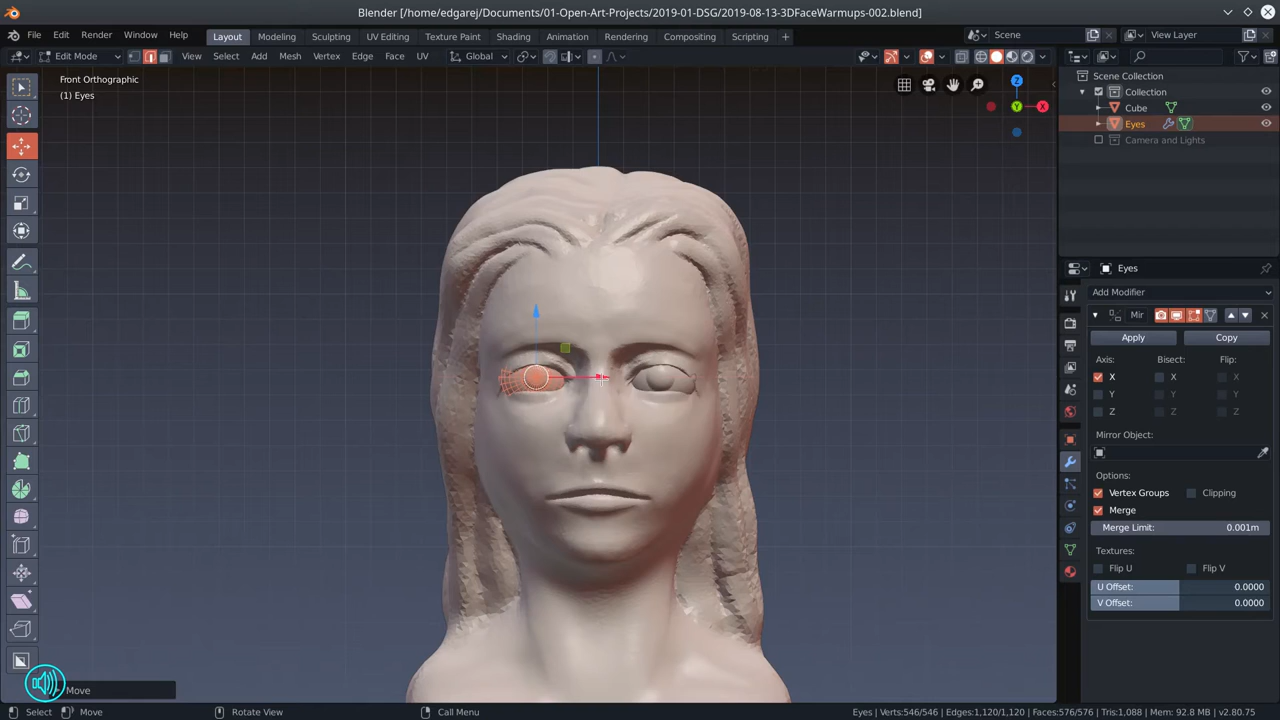 Blender [/home/edgarej/Documents/01-Open-Art-Projects/2019-01-DSG/2019-08-13-3DFaceWarmups-002.blend]
File Edit Render Window Help
Layout Modeling Sculpting UV Editing Texture Paint Shading Animation Rendering Compositing Scripting +
Scene
View Layer
Edit Mode
View Select Add Mesh Vertex Edge Face UV
Global
Front Orthographic
(1) Eyes
Z
Y
X
Scene Collection
Collection
Cube
Eyes
Camera and Lights
Eyes
Add Modifier
Mir
Apply
Copy
Axis: Bisect: Flip:
X X X
Y Y Y
Z Z Z
Mirror Object:
Options:
Vertex Groups Clipping
Merge
Merge Limit: 0.001m
Textures:
Flip U Flip V
U Offset: 0.0000
V Offset: 0.0000
Move
Select Move Rotate View Call Menu
Eyes | Verts:546/546 | Edges:1,120/1,120 | Faces:576/576 | Tris:1,088 | Mem: 92.8 MB | v2.80.75